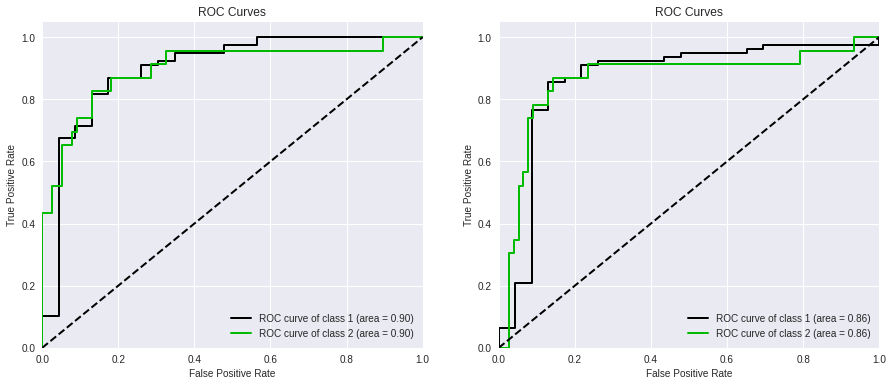 ROC Curves
True Positive Rate
1.0
0.8
0.6
0.4
0.2
0.0
0.0 0.2 0.4 0.6 0.8 1.0
False Positive Rate
ROC curve of class 1 (area = 0.90)
ROC curve of class 2 (area = 0.90)
ROC Curves
True Positive Rate
1.0
0.8
0.6
0.4
0.2
0.0
0.0 0.2 0.4 0.6 0.8 1.0
False Positive Rate
ROC curve of class 1 (area = 0.86)
ROC curve of class 2 (area = 0.86)